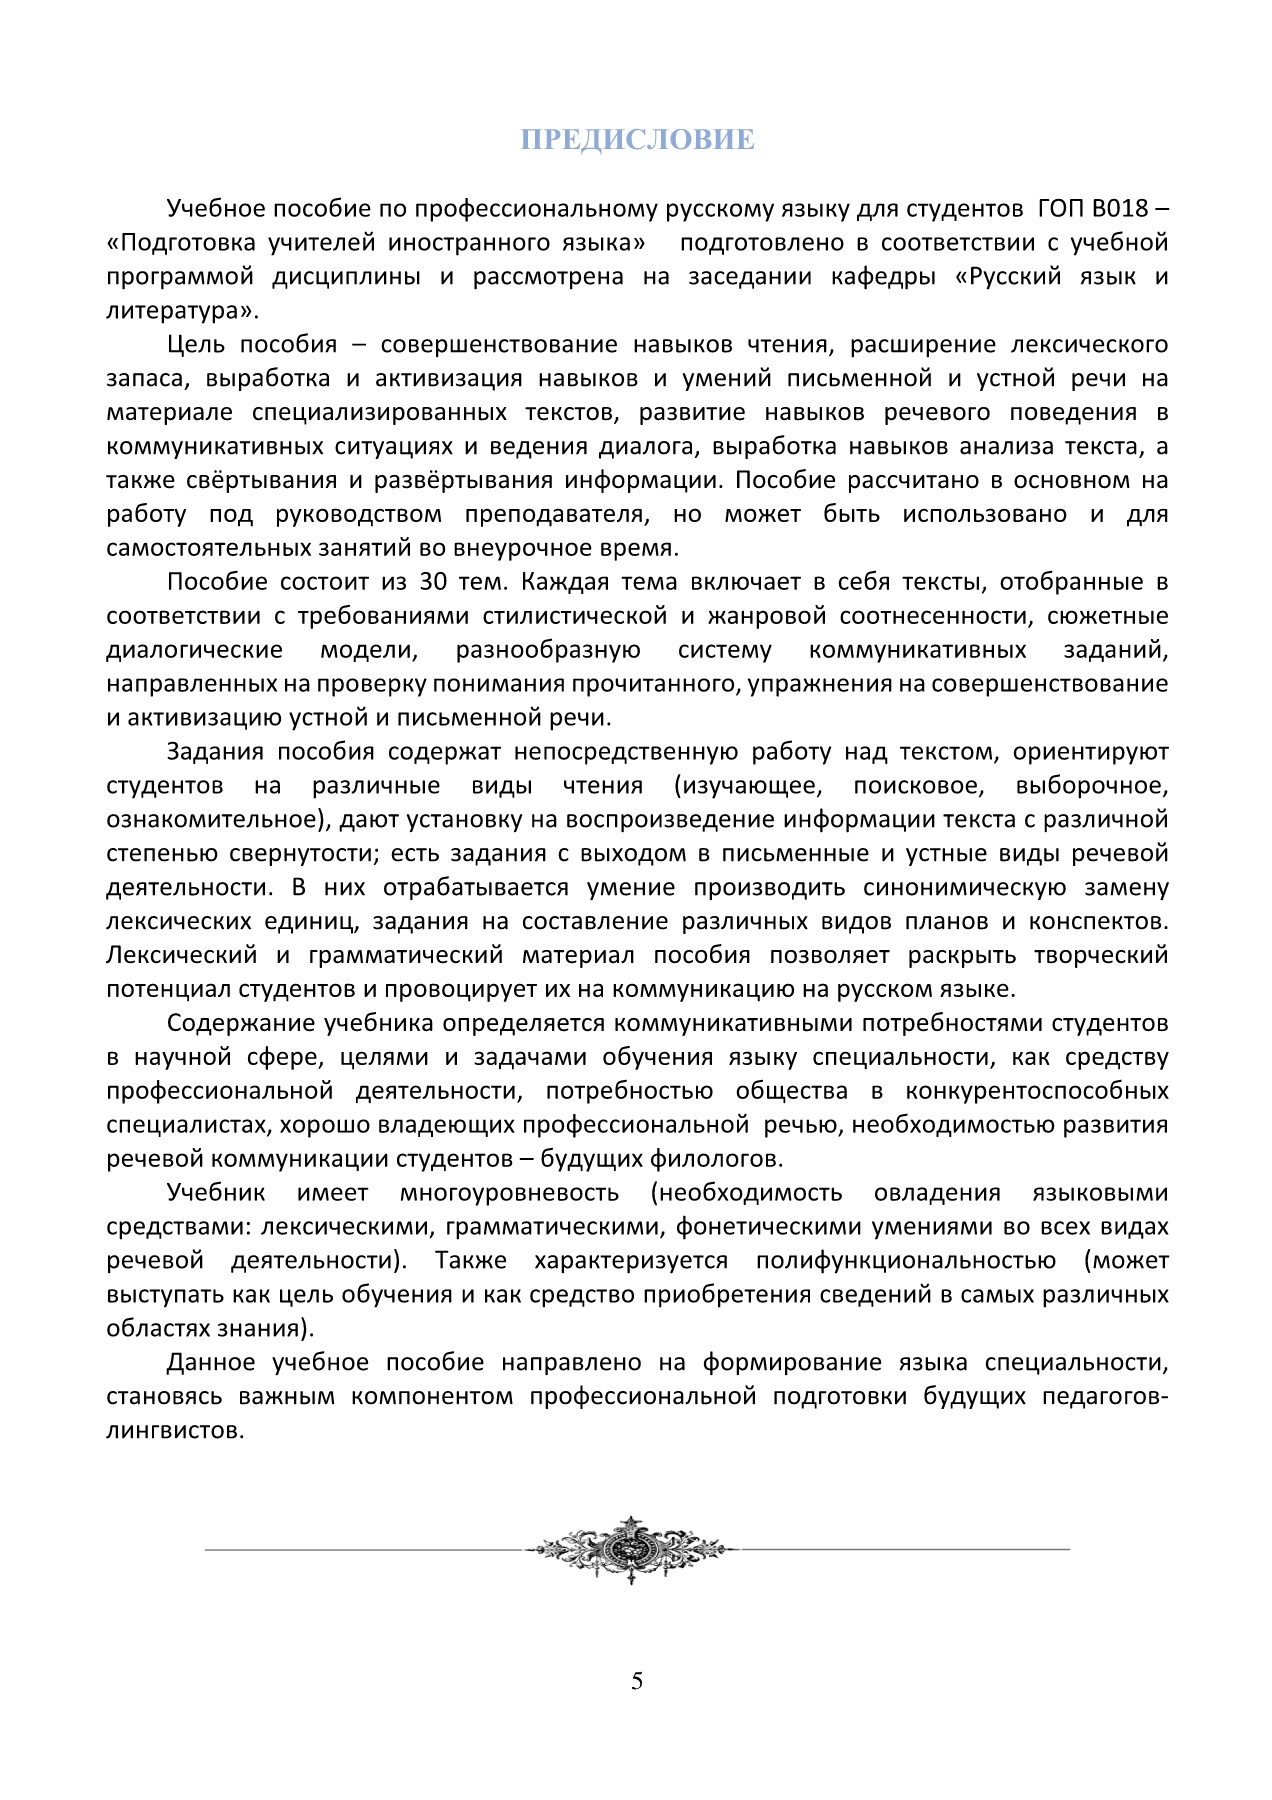 ПРЕДИСЛОВИЕ
Учебное пособие по профессиональному русскому языку для студентов ГОП В018 –
«Подготовка учителей иностранного языка» подготовлено в соответствии с учебной
программой дисциплины и рассмотрена на заседании кафедры «Русский язык и
литература».
Цель пособия – совершенствование навыков чтения, расширение лексического
запаса, выработка и активизация навыков и умений письменной и устной речи на
материале специализированных текстов, развитие навыков речевого поведения в
коммуникативных ситуациях и ведения диалога, выработка навыков анализа текста, а
также свёртывания и развёртывания информации. Пособие рассчитано в основном на
работу под руководством преподавателя, но может быть использовано и для
самостоятельных занятий во внеурочное время.
Пособие состоит из 30 тем. Каждая тема включает в себя тексты, отобранные в
соответствии с требованиями стилистической и жанровой соотнесенности, сюжетные
диалогические модели, разнообразную систему коммуникативных заданий,
направленных на проверку понимания прочитанного, упражнения на совершенствование
и активизацию устной и письменной речи.
Задания пособия содержат непосредственную работу над текстом, ориентируют
студентов на различные виды чтения (изучающее, поисковое, выборочное,
ознакомительное), дают установку на воспроизведение информации текста с различной
степенью свернутости; есть задания с выходом в письменные и устные виды речевой
деятельности. В них отрабатывается умение производить синонимическую замену
лексических единиц, задания на составление различных видов планов и конспектов.
Лексический и грамматический материал пособия позволяет раскрыть творческий
потенциал студентов и провоцирует их на коммуникацию на русском языке.
Содержание учебника определяется коммуникативными потребностями студентов
в научной сфере, целями и задачами обучения языку специальности, как средству
профессиональной деятельности, потребностью общества в конкурентоспособных
специалистах, хорошо владеющих профессиональной речью, необходимостью развития
речевой коммуникации студентов – будущих филологов.
Учебник имеет многоуровневость (необходимость овладения языковыми
средствами: лексическими, грамматическими, фонетическими умениями во всех видах
речевой деятельности). Также характеризуется полифункциональностью (может
выступать как цель обучения и как средство приобретения сведений в самых различных
областях знания).
Данное учебное пособие направлено на формирование языка специальности,
становясь важным компонентом профессиональной подготовки будущих педагогов-
лингвистов.
5